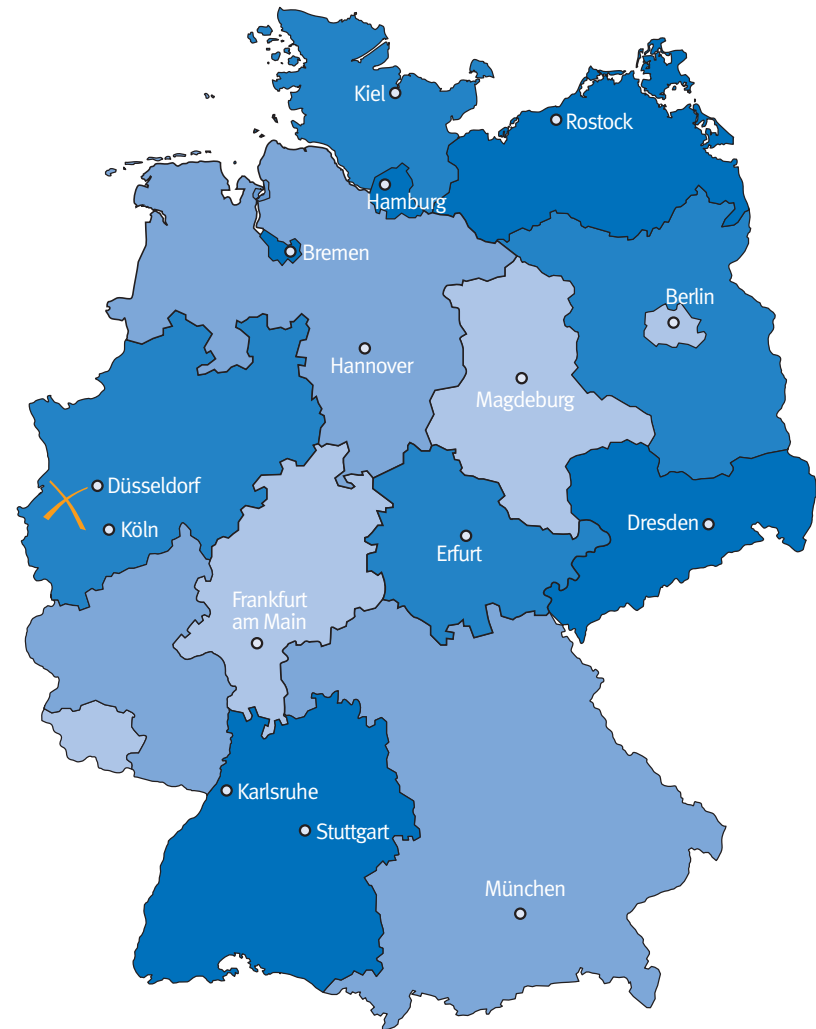 Kiel
Rostock
Hamburg
Bremen
Berlin
Hannover
Magdeburg
Düsseldorf
Köln
Dresden
Erfurt
Frankfurt
am Main
Karlsruhe
Stuttgart
München